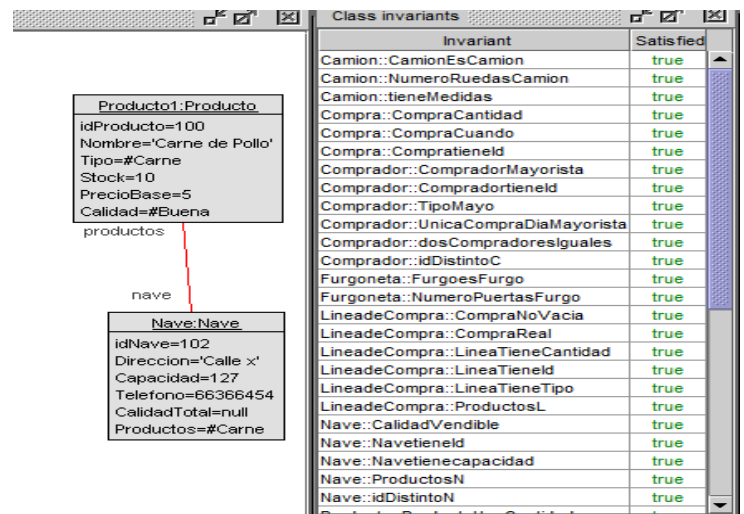 Producto1:Producto
idProducto=100
Nombre='Carne de Pollo'
Tipo=#Carne
Stock=10
PrecioBase=5
Calidad=#Buena
productos
nave
Nave:Nave
idNave=102
Direccion='Calle x'
Capacidad=127
Telefono=66366454
CalidadTotal=null
Productos=#Carne
Class invariants
Invariant Satisfied
Camion::CamionEsCamion true
Camion::NumeroRuedasCamion true
Camion::tieneMedidas true
Compra::CompraCantidad true
Compra::CompraCuando true
Compra::CompratieneId true
Comprador::CompradorMayorista true
Comprador::CompradortieneId true
Comprador::TipoMayo true
Comprador::UnicaCompraDiaMayorista true
Comprador::dosCompradoresIguales true
Comprador::idDistintoC true
Furgoneta::FurgoesFurgo true
Furgoneta::NumeroPuertasFurgo true
LineadeCompra::CompraNoVacia true
LineadeCompra::CompraReal true
LineadeCompra::LineaTieneCantidad true
LineadeCompra::LineaTieneId true
LineadeCompra::LineaTieneTipo true
LineadeCompra::ProductosL true
Nave::CalidadVendible true
Nave::NavetieneId true
Nave::Navetienecapacidad true
Nave::ProductosN true
Nave::idDistintoN true